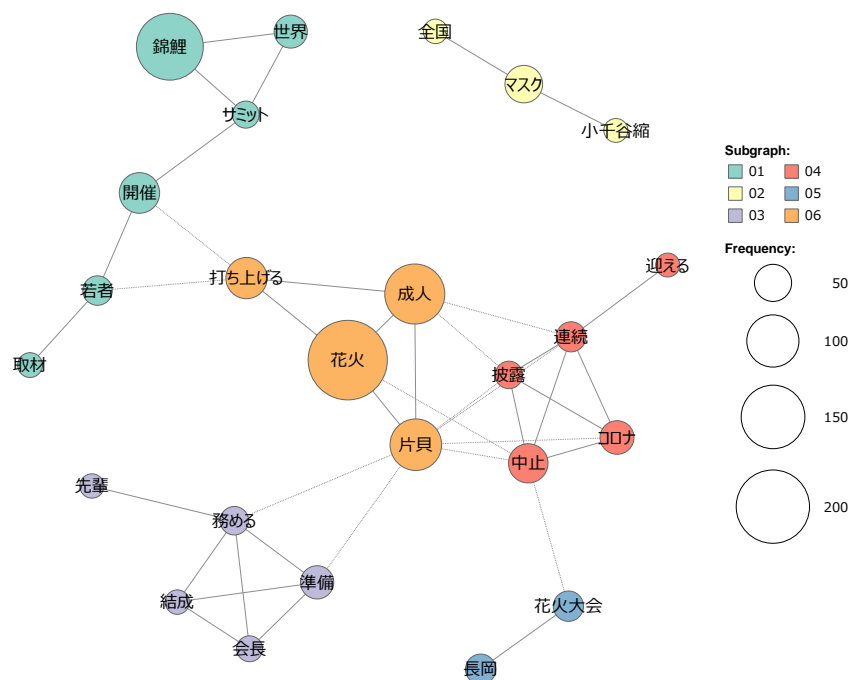 世界
全国
錦鯉
マスク
サミット
小千谷縮
開催
迎える
打ち上げる
若者
成人
連続
花火
取材
披露
コロナ
片貝
中止
先輩
務める
準備
結成
花火大会
会長
長岡
Subgraph:
01 04
02 05
03 06
Frequency:
50
100
150
200